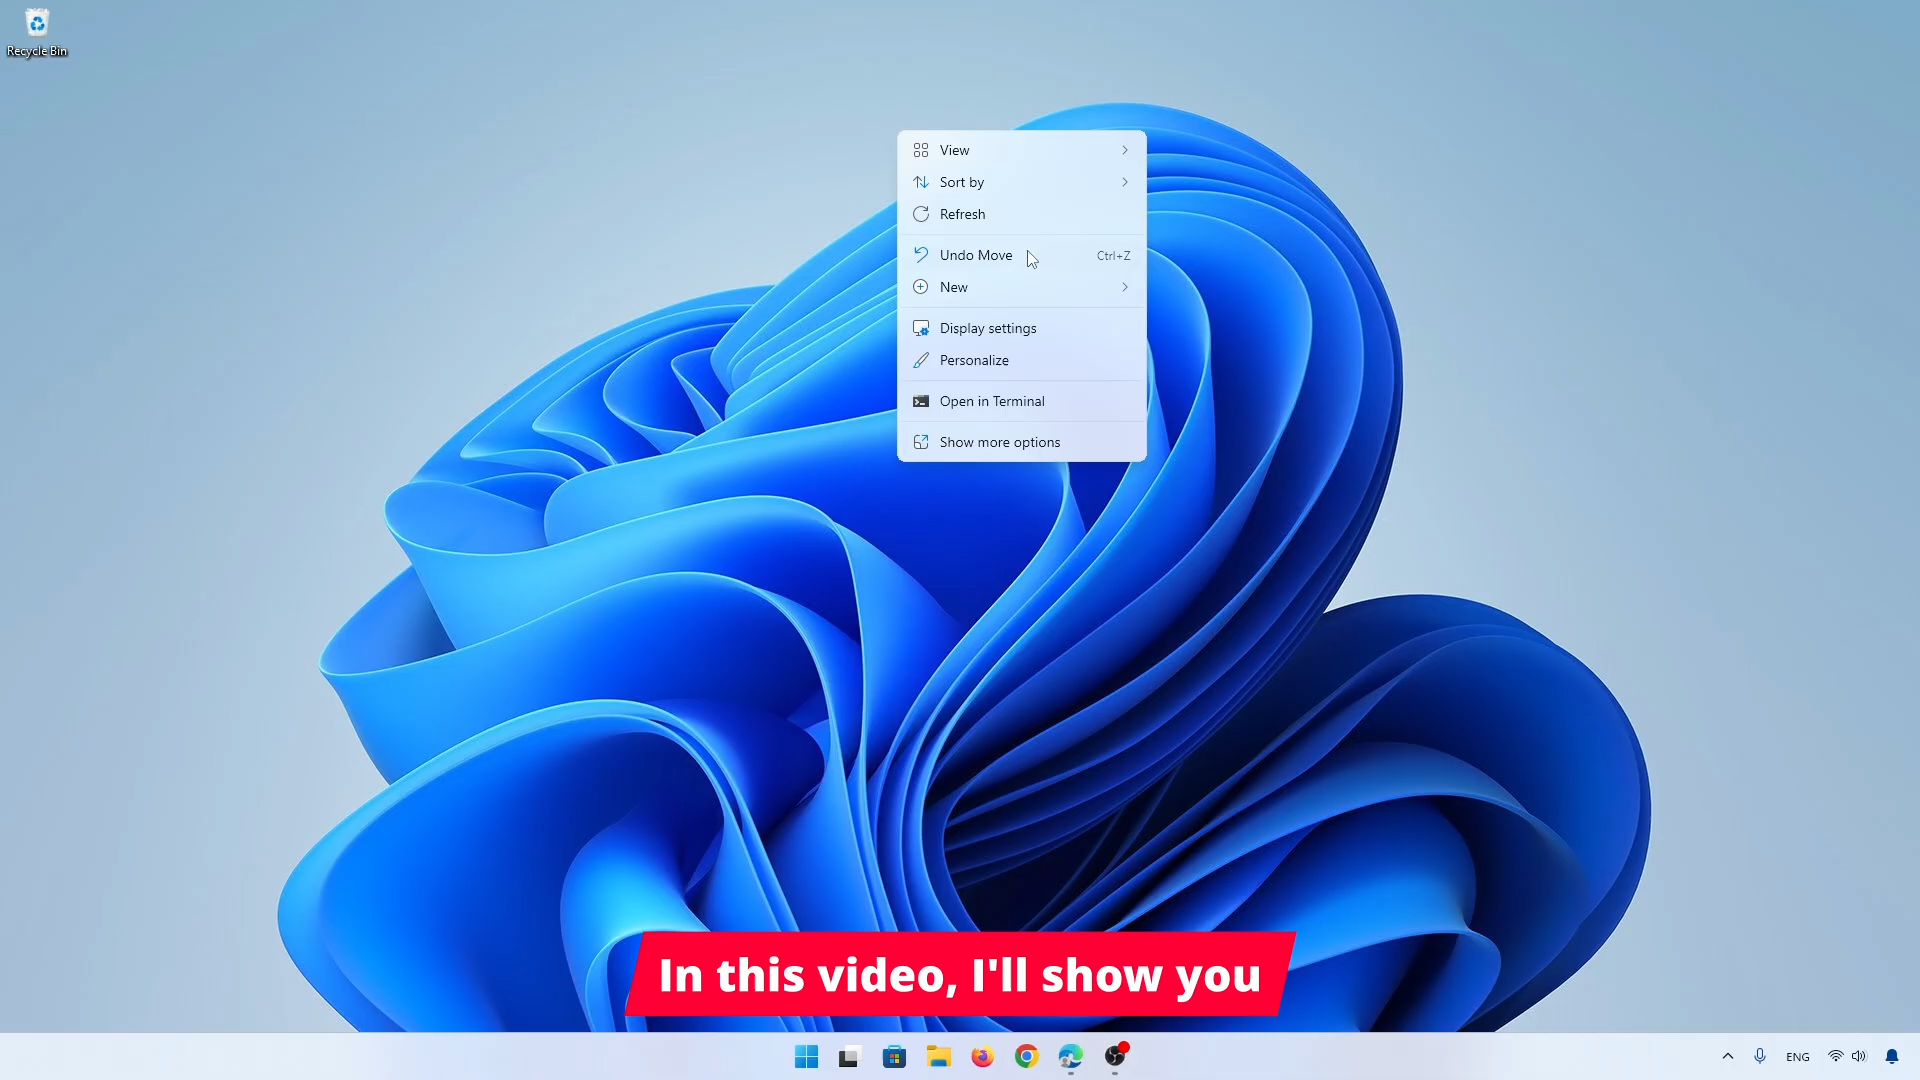 Recycle Bin
View
Sort by
Refresh
Undo Move Ctrl+Z
New
Display settings
Personalize
Open in Terminal
Show more options
In this video, I'll show you
ENG